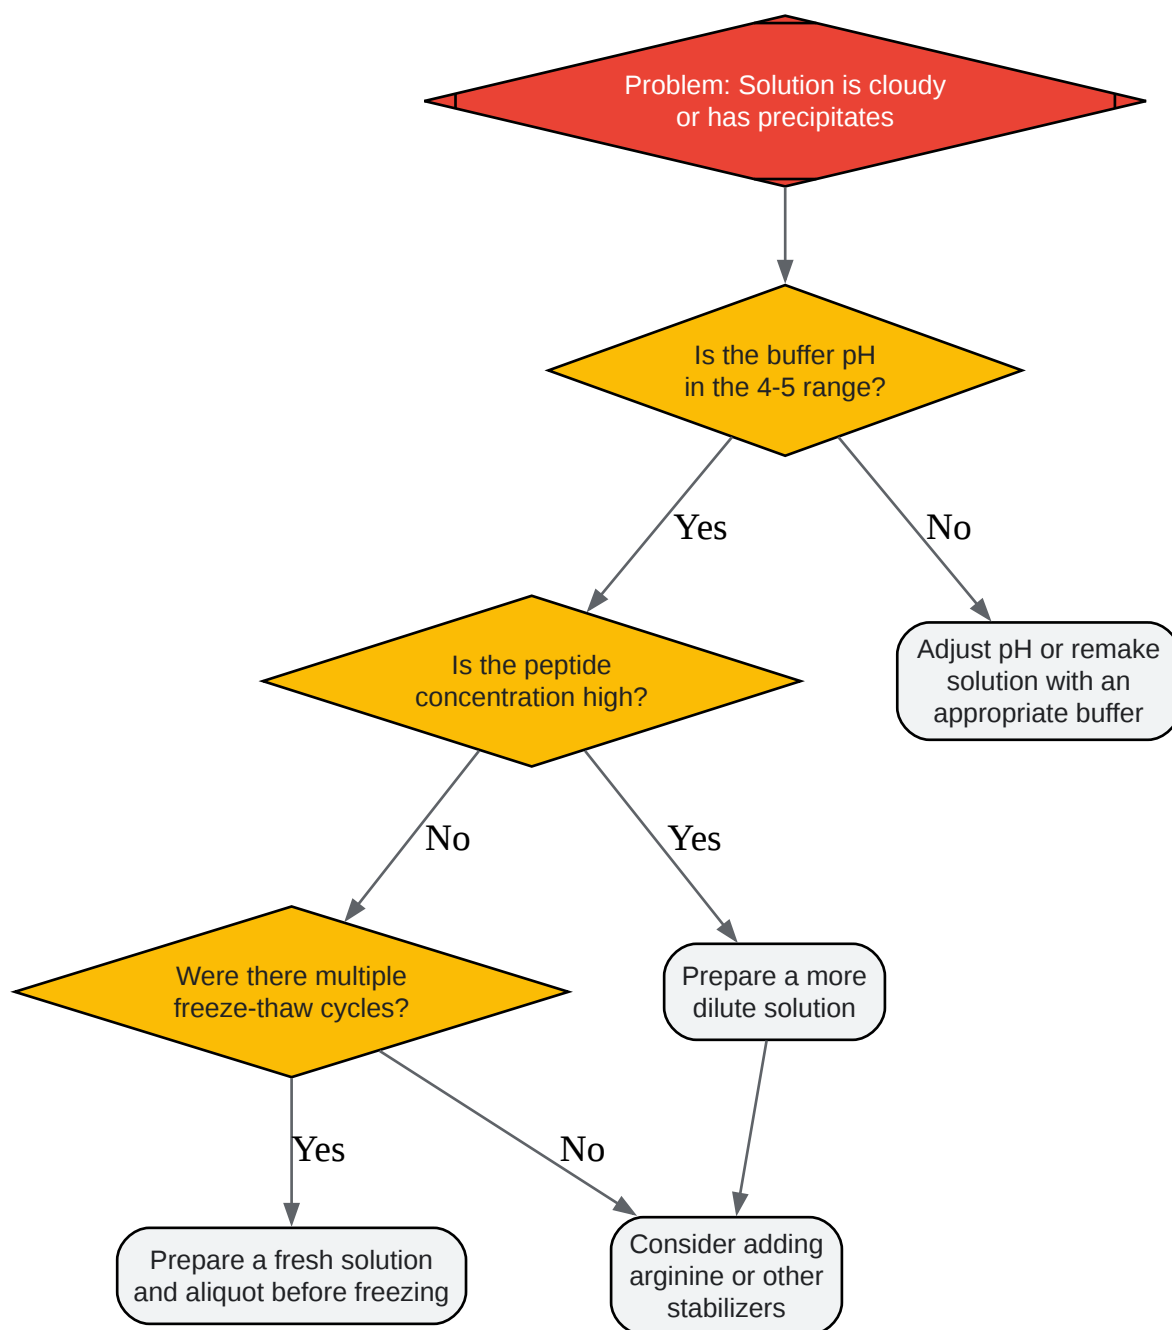 Problem: Solution is cloudy
or has precipitates
Is the buffer pH
in the 4-5 range?
Yes
No
Is the peptide
concentration high?
Adjust pH or remake
solution with an
appropriate buffer
No
Yes
Were there multiple
freeze-thaw cycles?
Prepare a more
dilute solution
Yes
No
Prepare a fresh solution
and aliquot before freezing
Consider adding
arginine or other
stabilizers